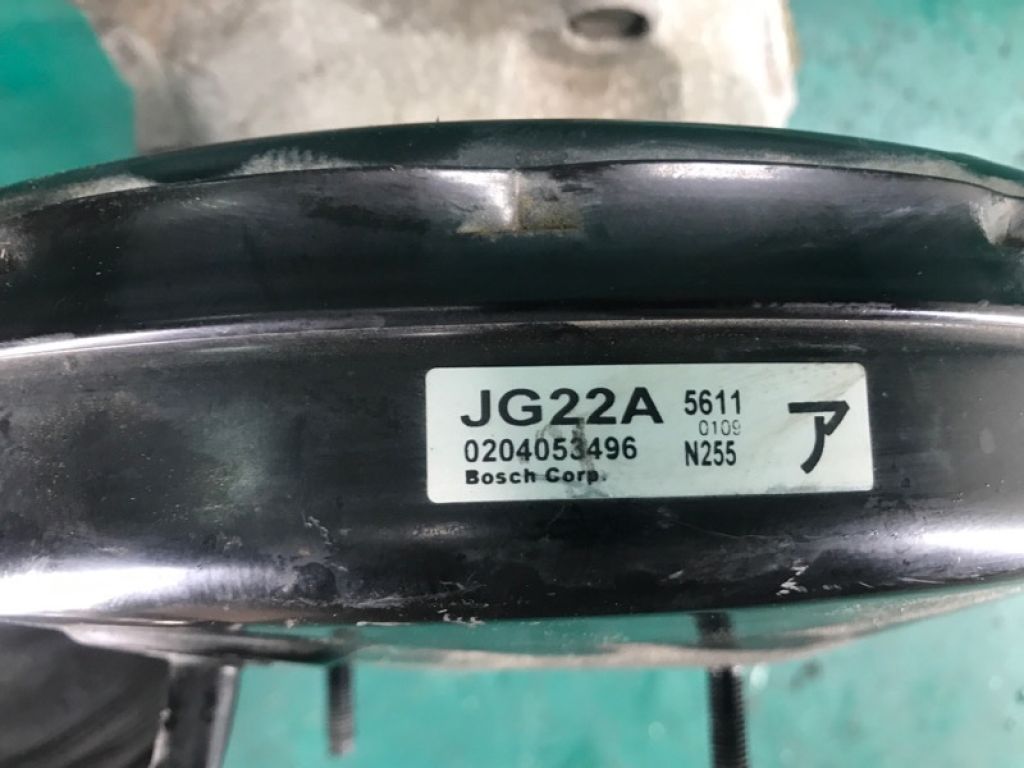 JG22A 5611
0109
0204053496 N255
Bosch Corp.
ア